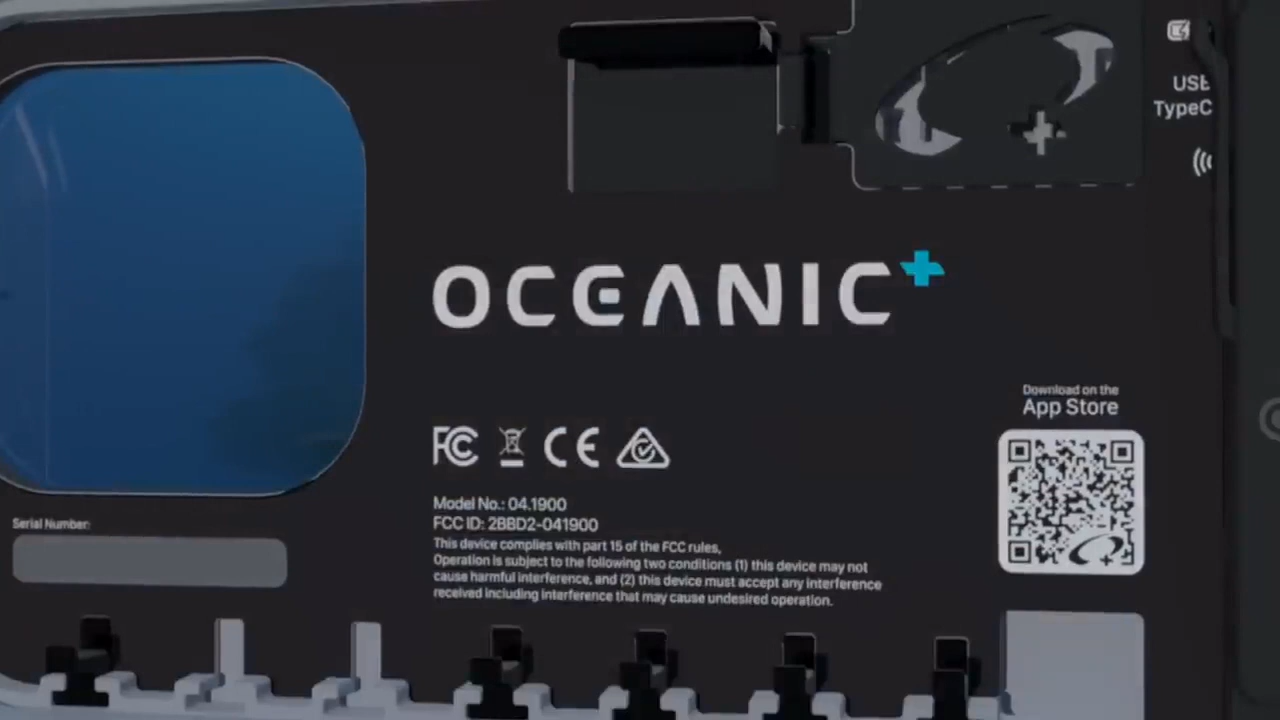 USB
TypeC
OCEANIC+
Download on the
App Store
FC CE
Model No.: 04.1900
FCC ID: 2BBD2-041900
This device complies with part 15 of the FCC rules,
Operation is subject to the following two conditions (1) this device may not
cause harmful interference, and (2) this device must accept any interference
received including interference that may cause undesired operation.
Serial Number: